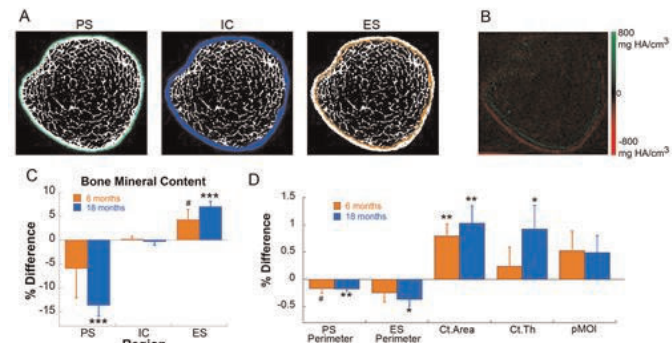 A
PS
IC
ES
B
800
mg HA/cm3
0
-800
mg HA/cm3
C
Bone Mineral Content
6 months
18 months
% Difference
10
5
0
-5
-10
-15
#
***
***
PS
IC
ES
Region
D
6 months
18 months
% Difference
1.5
1
0.5
0
-0.5
#
**
*
**
**
*
PS
Perimeter
ES
Perimeter
Ct.Area
Ct.Th
pMOI